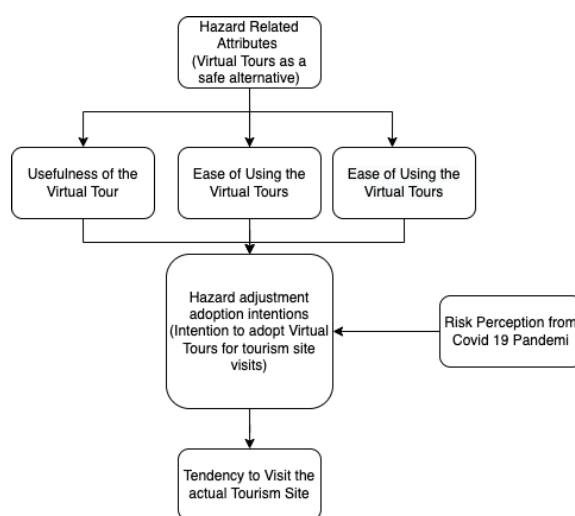 Hazard Related
Attributes
(Virtual Tours as a
safe alternative)
Usefulness of the
Virtual Tour
Ease of Using the
Virtual Tours
Ease of Using the
Virtual Tours
Hazard adjustment
adoption intentions
(Intention to adopt Virtual
Tours for tourism site
visits)
Risk Perception from
Covid 19 Pandemi
Tendency to Visit the
actual Tourism Site